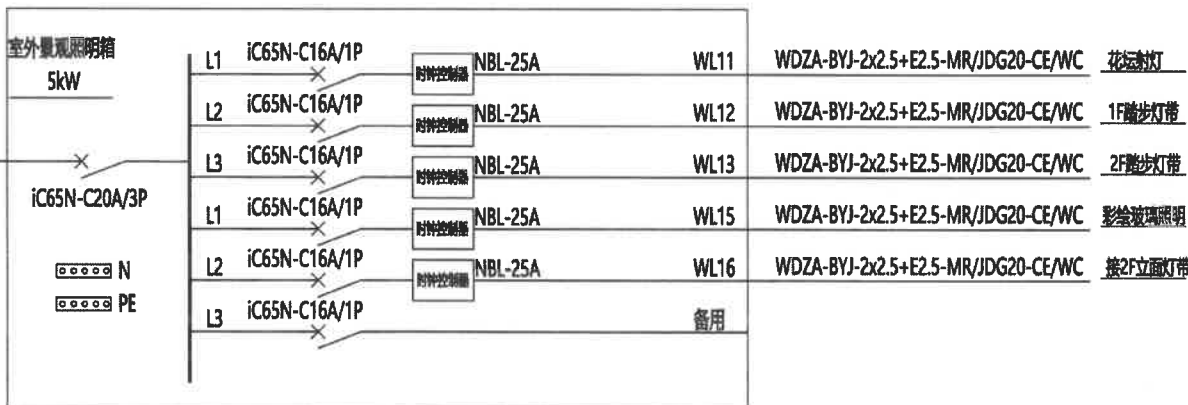 室外景观照明箱
5kW
iC65N-C20A/3P
N
PE
L1 iC65N-C16A/1P 时钟控制器 NBL-25A WL11 WDZA-BYJ-2x2.5+E2.5-MR/JDG20-CE/WC 花坛射灯
L2 iC65N-C16A/1P 时钟控制器 NBL-25A WL12 WDZA-BYJ-2x2.5+E2.5-MR/JDG20-CE/WC 1F踏步灯带
L3 iC65N-C16A/1P 时钟控制器 NBL-25A WL13 WDZA-BYJ-2x2.5+E2.5-MR/JDG20-CE/WC 2F踏步灯带
L1 iC65N-C16A/1P 时钟控制器 NBL-25A WL15 WDZA-BYJ-2x2.5+E2.5-MR/JDG20-CE/WC 彩绘玻璃照明
L2 iC65N-C16A/1P 时钟控制器 NBL-25A WL16 WDZA-BYJ-2x2.5+E2.5-MR/JDG20-CE/WC 接2F立面灯带
L3 iC65N-C16A/1P 备用